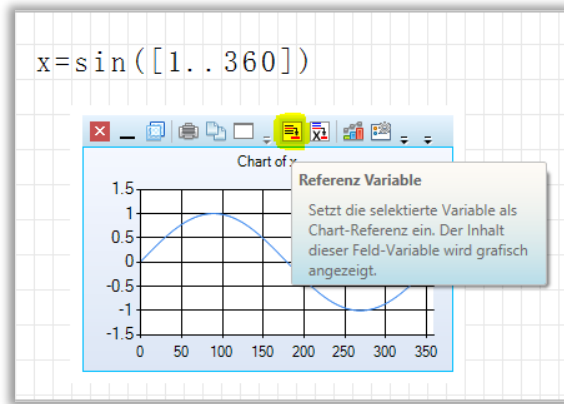 x=sin([1..360])
Chart of x
Referenz Variable
Setzt die selektierte Variable als
Chart-Referenz ein. Der Inhalt
dieser Feld-Variable wird grafisch
angezeigt.
1.5
1
0.5
0
-0.5
-1
-1.5
0 50 100 150 200 250 300 350